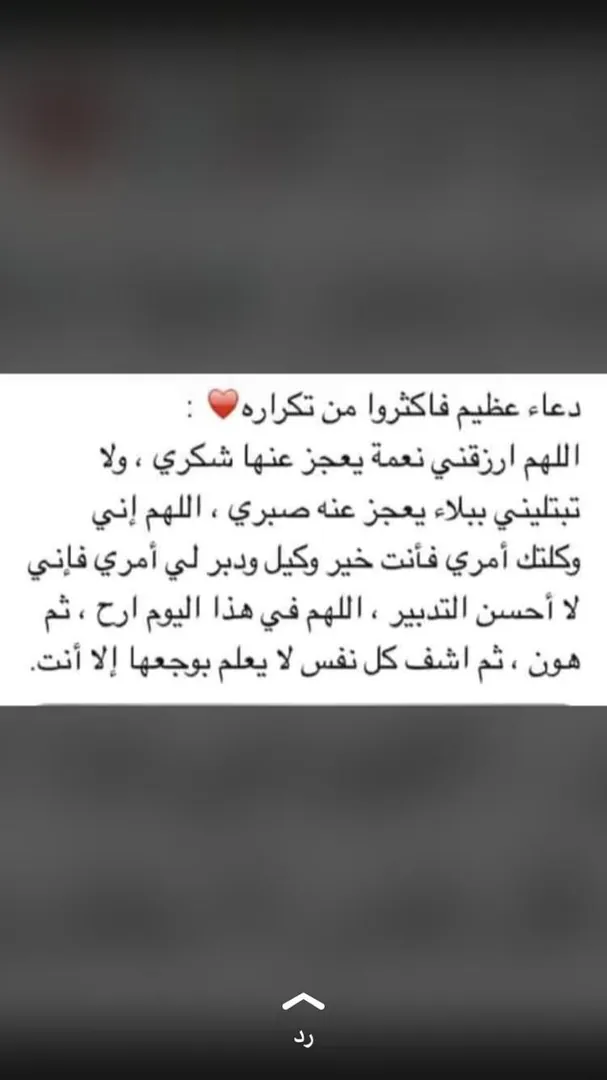 دعاء عظيم فاكثروا من تكراره❤️ :
اللهم ارزقني نعمة يعجز عنها شكري ، ولا
تبتليني ببلاء يعجز عنه صبري ، اللهم إني
وكلتك أمري فأنت خير وكيل ودبر لي أمري فإني
لا أحسن التدبير ، اللهم في هذا اليوم ارح ، ثم
هون ، ثم اشف كل نفس لا يعلم بوجعها إلا أنت.
رد